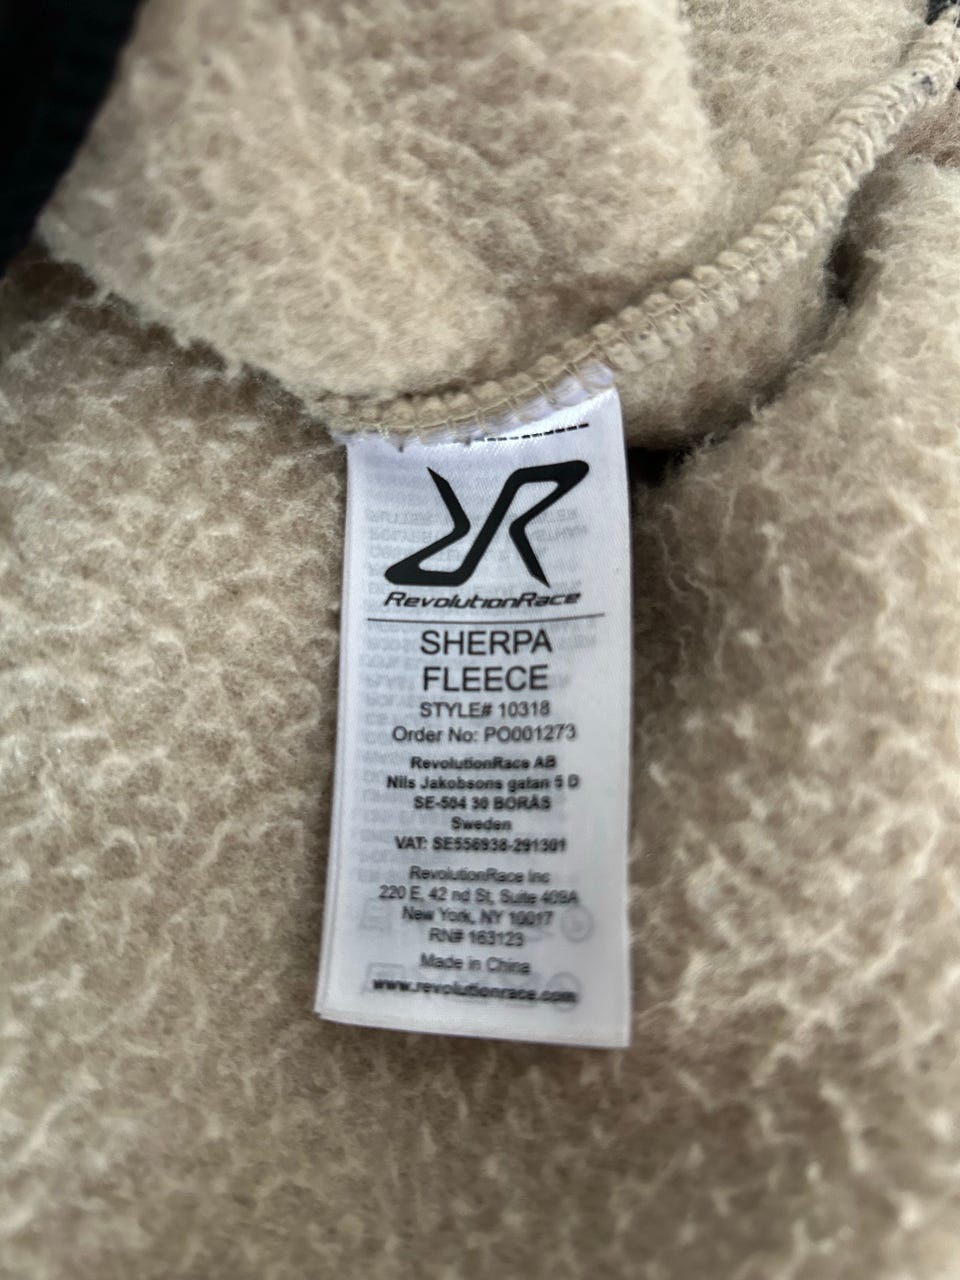 RevolutionRace
SHERPA
FLEECE
STYLE# 10318
Order No: PO001273
RevolutionRace AB
Nils Jakobsons gatan 5 D
SE-504 30 BORÅS
Sweden
VAT: SE556938-291301
RevolutionRace Inc
220 E, 42 nd St, Suite 409A
New York, NY 10017
RN# 163123
Made in China
www.revolutionrace.com